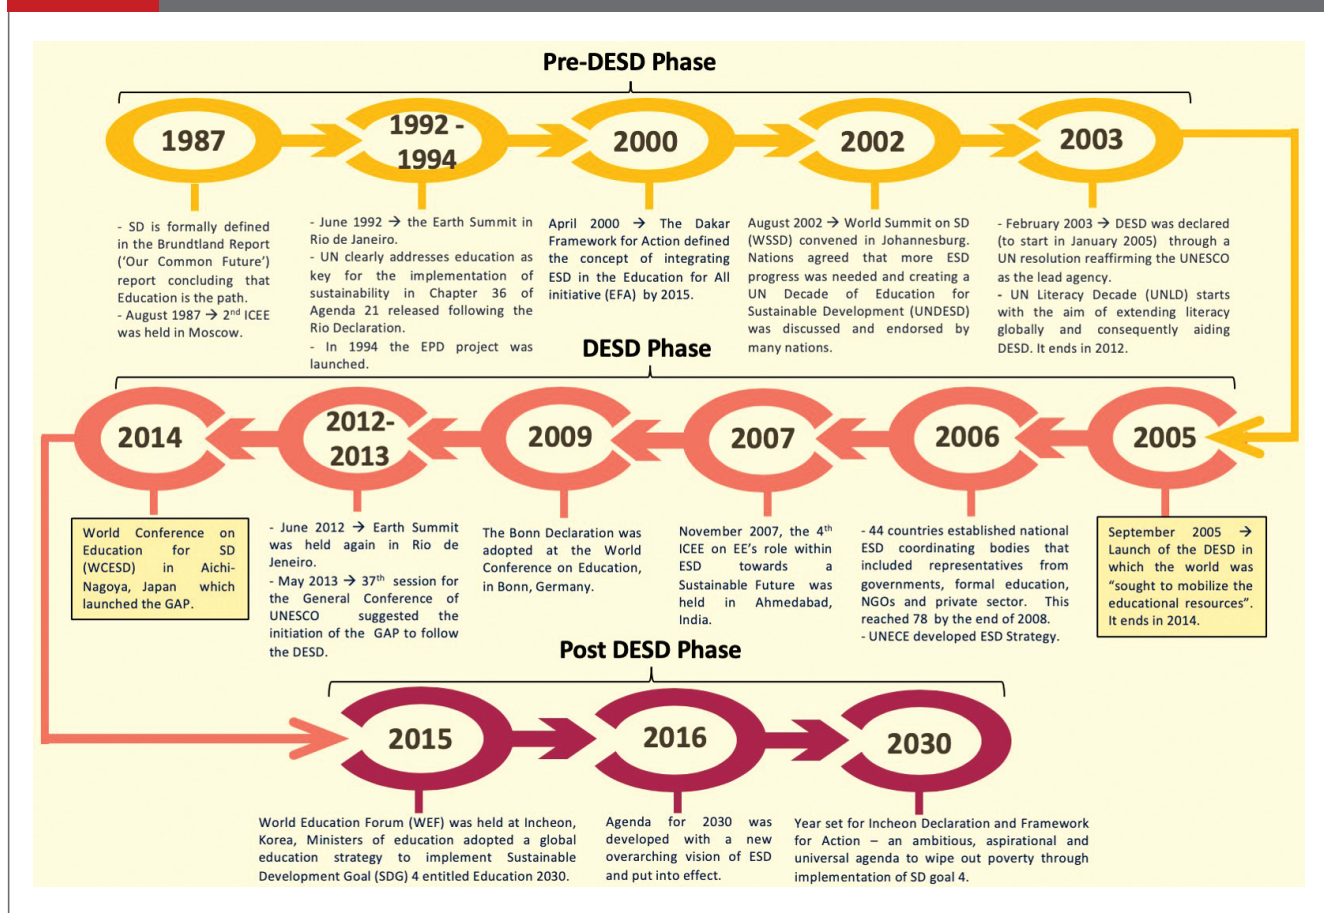 Pre-DESD Phase
1987
- SD is formally defined
in the Brundtland Report
(‘Our Common Future’)
report concluding that
Education is the path.
- August 1987 → 2nd ICEE
was held in Moscow.
1992 -
1994
- June 1992 → the Earth Summit in
Rio de Janeiro.
- UN clearly addresses education as
key for the implementation of
sustainability in Chapter 36 of
Agenda 21 released following the
Rio Declaration.
- In 1994 the EPD project was
launched.
2000
April 2000 → The Dakar
Framework for Action defined
the concept of integrating
ESD in the Education for All
initiative (EFA) by 2015.
2002
August 2002 → World Summit on SD
(WSSD) convened in Johannesburg.
Nations agreed that more ESD
progress was needed and creating a
UN Decade of Education for
Sustainable Development (UNDESD)
was discussed and endorsed by
many nations.
2003
- February 2003 → DESD was declared
(to start in January 2005) through a
UN resolution reaffirming the UNESCO
as the lead agency.
- UN Literacy Decade (UNLD) starts
with the aim of extending literacy
globally and consequently aiding
DESD. It ends in 2012.
DESD Phase
2014
World Conference on
Education for SD
(WCESD) in Aichi-
Nagoya, Japan which
launched the GAP.
2012-
2013
- June 2012 → Earth Summit
was held again in Rio de
Jeneiro.
- May 2013 → 37th session for
the General Conference of
UNESCO suggested the
initiation of the GAP to follow
the DESD.
2009
The Bonn Declaration was
adopted at the World
Conference on Education,
in Bonn, Germany.
2007
November 2007, the 4th
ICEE on EE’s role within
ESD towards a
Sustainable Future was
held in Ahmedabad,
India.
2006
- 44 countries established national
ESD coordinating bodies that
included representatives from
governments, formal education,
NGOs and private sector. This
reached 78 by the end of 2008.
- UNECE developed ESD Strategy.
2005
September 2005 →
Launch of the DESD in
which the world was
“sought to mobilize the
educational resources”.
It ends in 2014.
Post DESD Phase
2015
World Education Forum (WEF) was held at Incheon,
Korea, Ministers of education adopted a global
education strategy to implement Sustainable
Development Goal (SDG) 4 entitled Education 2030.
2016
Agenda for 2030 was
developed with a new
overarching vision of ESD
and put into effect.
2030
Year set for Incheon Declaration and Framework
for Action – an ambitious, aspirational and
universal agenda to wipe out poverty through
implementation of SD goal 4.